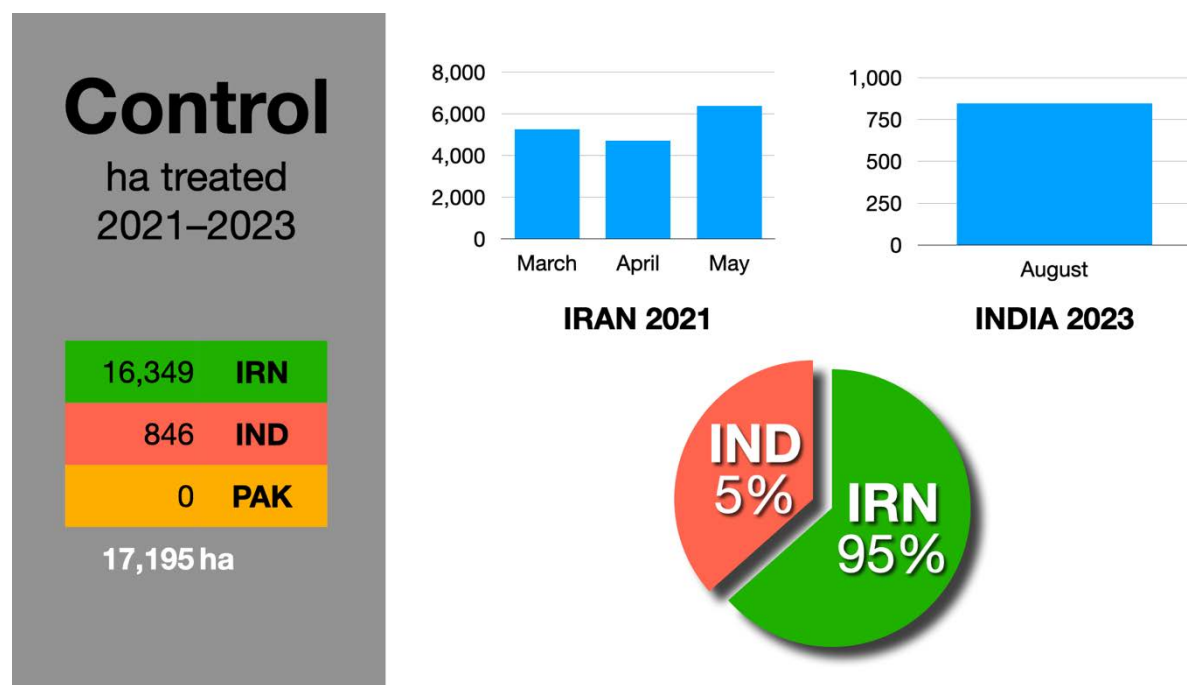 Control
ha treated
2021–2023
16,349 IRN
846 IND
0 PAK
17,195 ha
8,000
6,000
4,000
2,000
0
March April May
IRAN 2021
1,000
750
500
250
0
August
INDIA 2023
IND
5%
IRN
95%